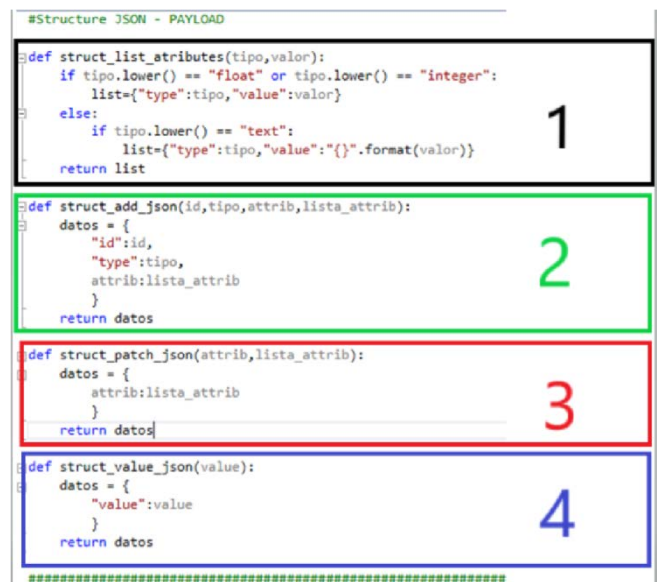 #Structure JSON - PAYLOAD
def struct_list_atributes(tipo,valor):
    if tipo.lower() == "float" or tipo.lower() == "integer":
        list={"type":tipo,"value":valor}
    else:
        if tipo.lower() == "text":
            list={"type":tipo,"value":"{}".format(valor)}
    return list
1
def struct_add_json(id,tipo,attrib,lista_attrib):
    datos = {
        "id":id,
        "type":tipo,
        attrib:lista_attrib
        }
    return datos
2
def struct_patch_json(attrib,lista_attrib):
    datos = {
        attrib:lista_attrib
        }
    return datos
3
def struct_value_json(value):
    datos = {
        "value":value
        }
    return datos
4
############################################################